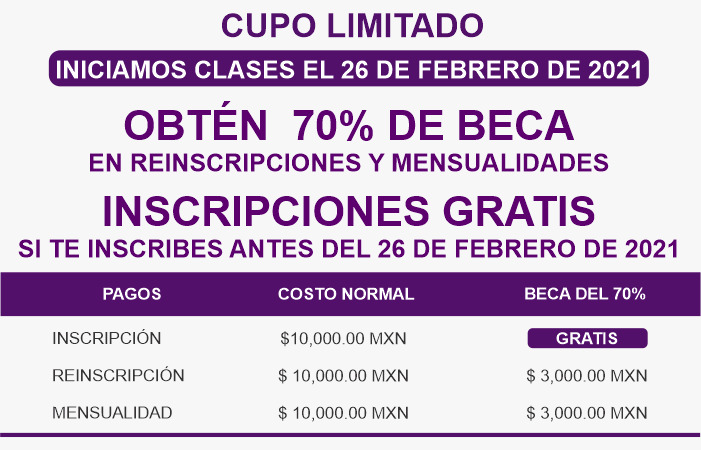 CUPO LIMITADO
INICIAMOS CLASES EL 26 DE FEBRERO DE 2021
OBTÉN 70% DE BECA
EN REINSCRIPCIONES Y MENSUALIDADES
INSCRIPCIONES GRATIS
SI TE INSCRIBES ANTES DEL 26 DE FEBRERO DE 2021
PAGOS COSTO NORMAL BECA DEL 70%
INSCRIPCIÓN $10,000.00 MXN GRATIS
REINSCRIPCIÓN $ 10,000.00 MXN $ 3,000.00 MXN
MENSUALIDAD $ 10,000.00 MXN $ 3,000.00 MXN